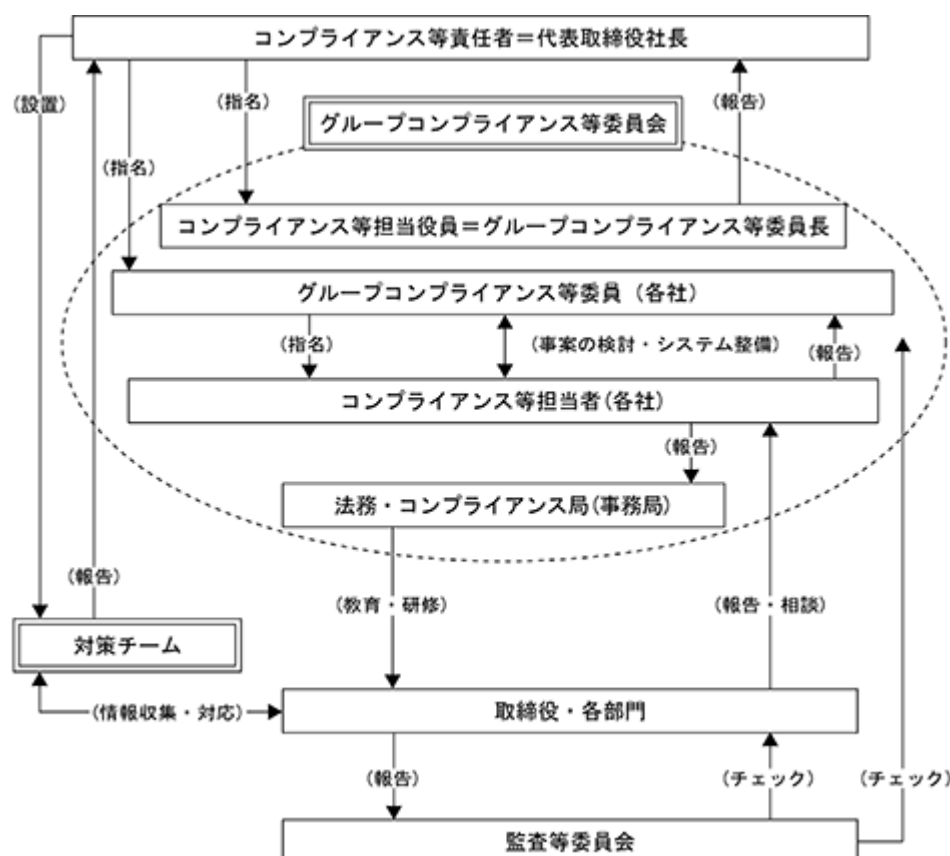 コンプライアンス等責任者＝代表取締役社長
(設置)
(指名)
(報告)
グループコンプライアンス等委員会
(指名)
コンプライアンス等担当役員＝グループコンプライアンス等委員長
グループコンプライアンス等委員（各社）
(指名)
(事案の検討・システム整備)
(報告)
コンプライアンス等担当者(各社)
(報告)
法務・コンプライアンス局(事務局)
(報告)
(教育・研修)
(報告・相談)
対策チーム
(情報収集・対応)
取締役・各部門
(報告)
(チェック)
(チェック)
監査等委員会